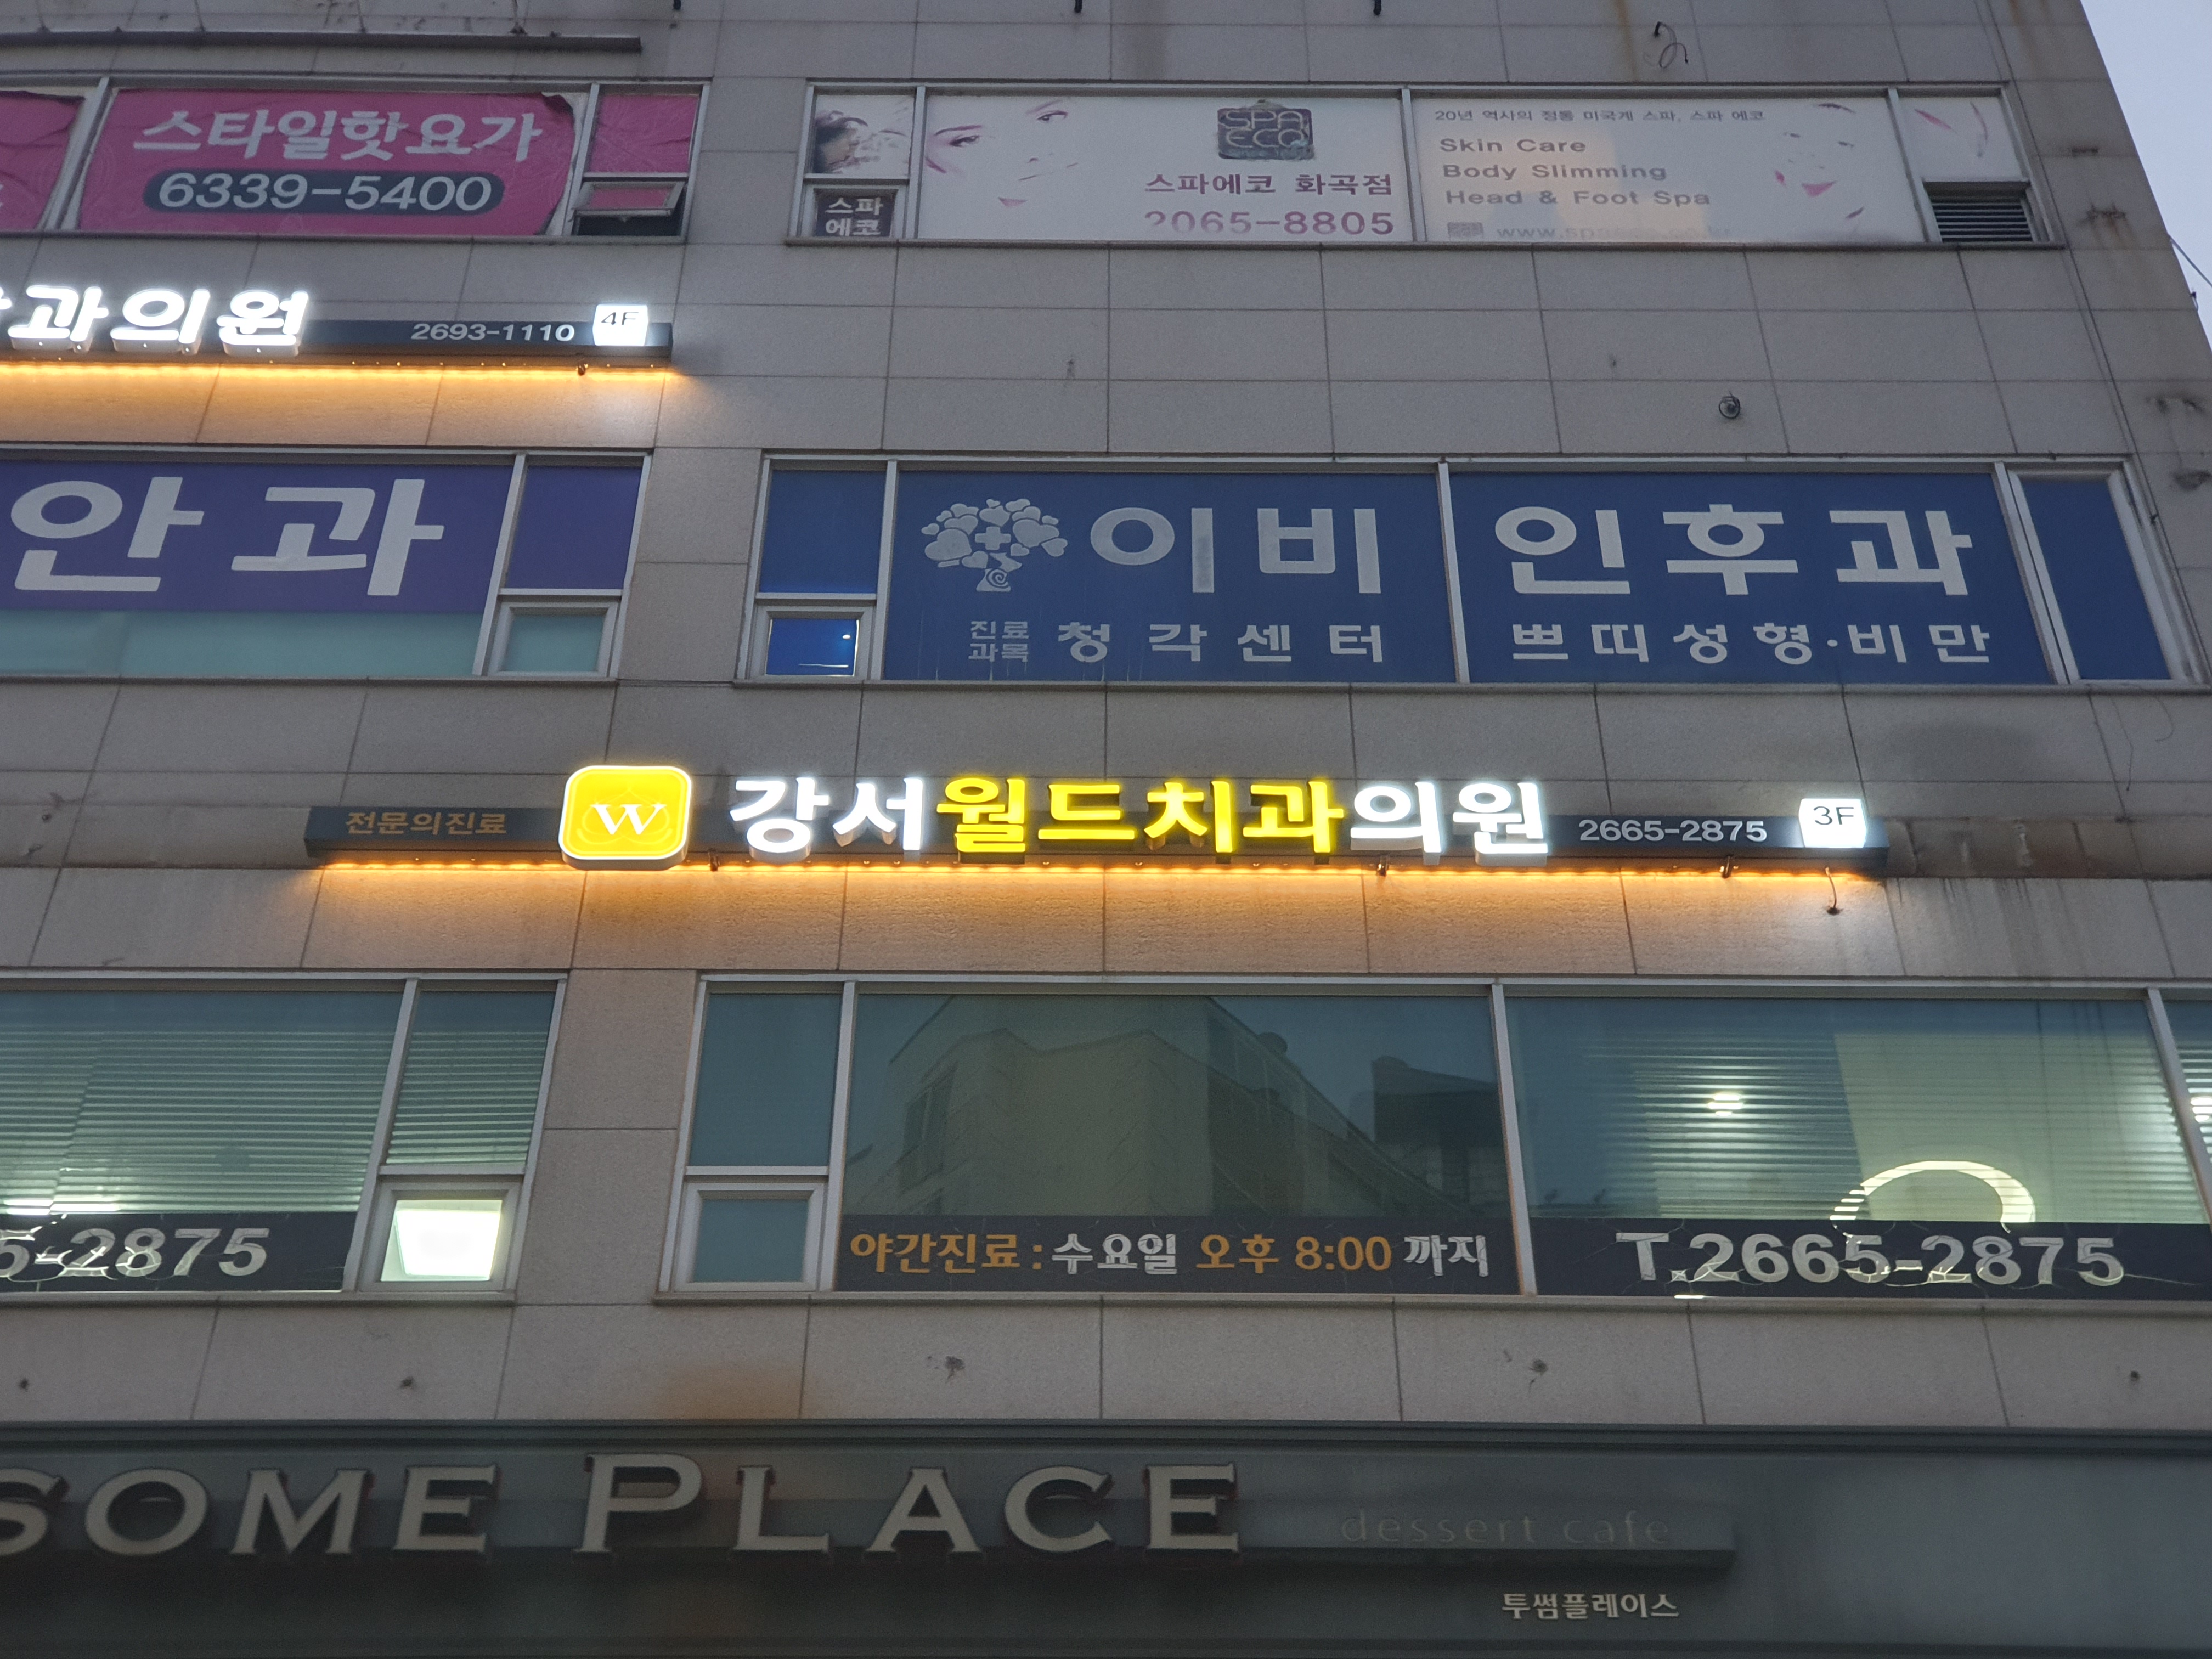 스타일핫요가
6339-5400
스파
에코
SPA
ECO
스파에코 화곡점
2065-8805
20년 역사의 정통 미국계 스파, 스파 에코
Skin Care
Body Slimming
Head & Foot Spa
www.spaeco.co.kr
과의원 2693-1110 4F
안과
이비인후과
진료
과목
청각센터 쁘띠성형·비만
전문의진료 W 강서월드치과의원 2665-2875 3F
5-2875
야간진료:수요일 오후 8:00 까지
T.2665-2875
SOME PLACE dessert cafe
투썸플레이스